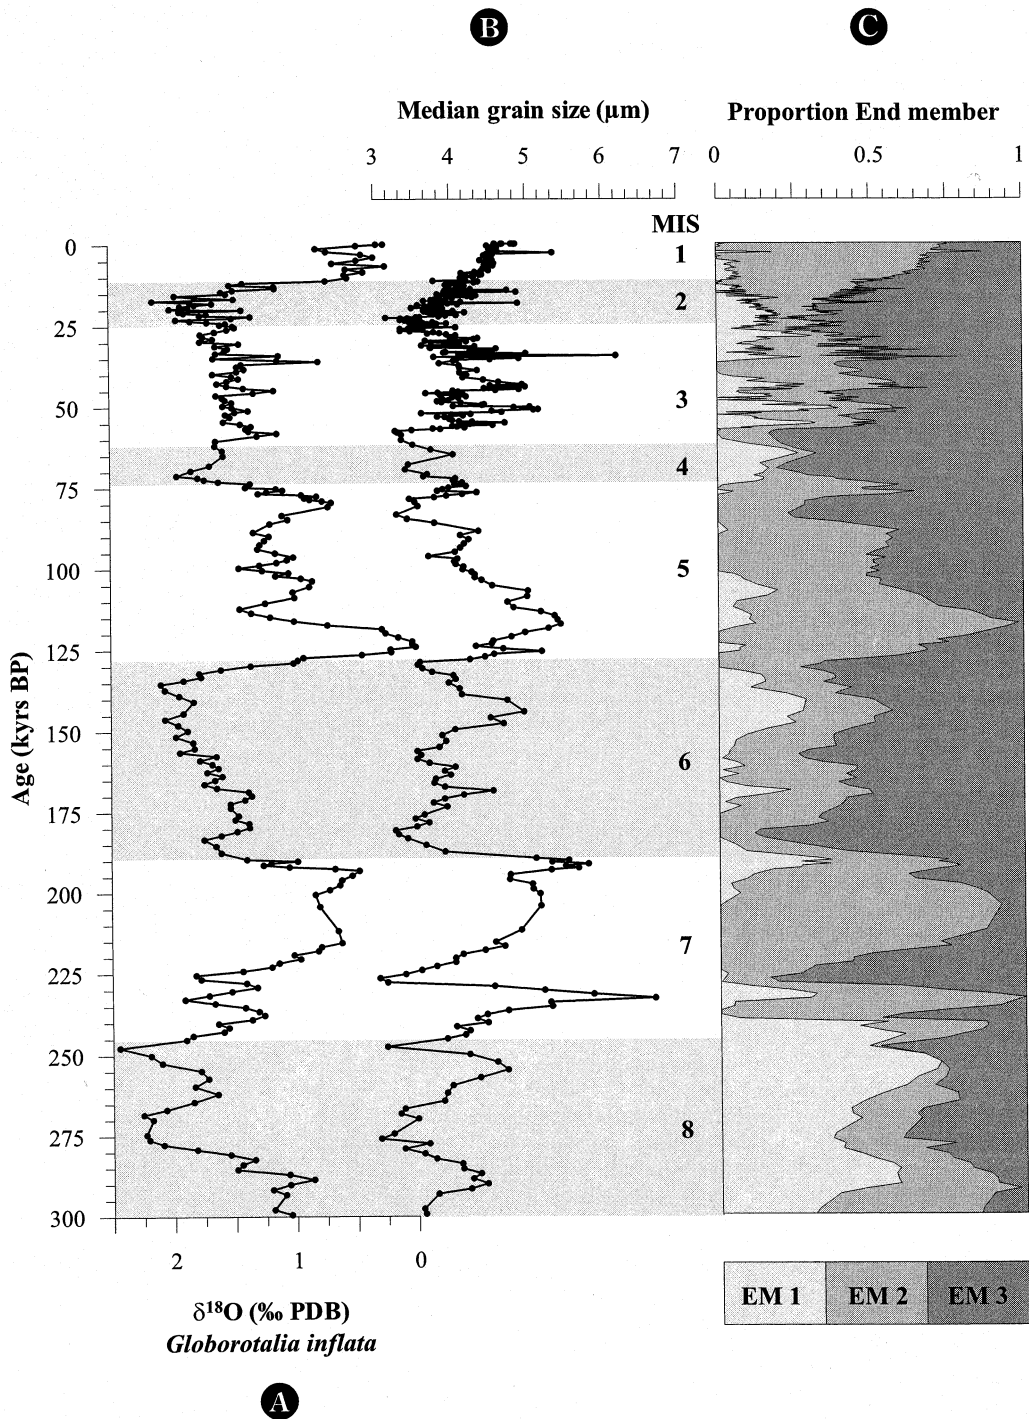 B
C
Median grain size (µm)
Proportion End member
3 4 5 6 7
0 0.5 1
MIS
0
1
2
25
3
50
4
75
5
100
125
6
150
175
200
7
225
250
8
275
300
2 1 0
δ¹⁸O (‰ PDB)
Globorotalia inflata
EM 1 EM 2 EM 3
Age (kyrs BP)
A